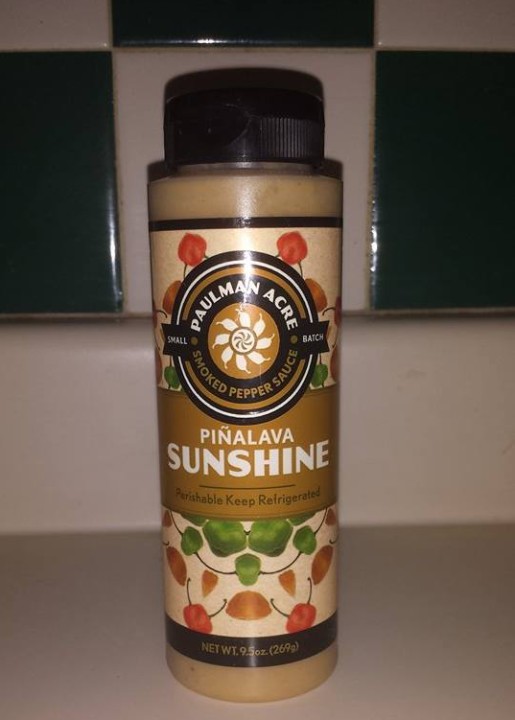 PAULMAN ACRE
SMALL BATCH
SMOKED PEPPER SAUCE
PIÑALAVA
SUNSHINE
Perishable Keep Refrigerated
NET WT. 9.5oz. (269g)